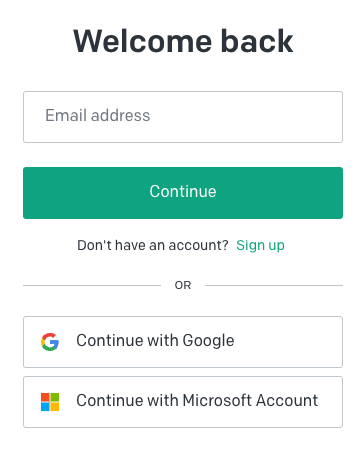 Welcome back
Email address
Continue
Don't have an account? Sign up
OR
Continue with Google
Continue with Microsoft Account